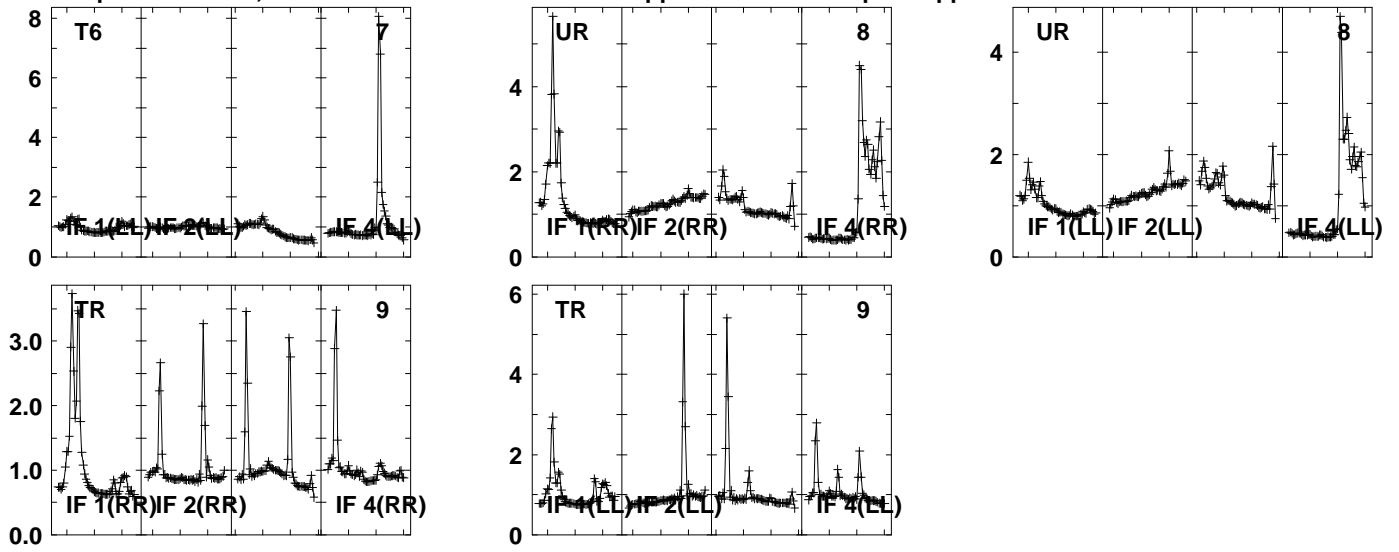 T6 7
8
6
4
2
0
IF 1(LL) IF 2(LL) IF 4(LL)
UR 8
4
2
0
IF 1(RR) IF 2(RR) IF 4(RR)
UR 8
4
2
0
IF 1(LL) IF 2(LL) IF 4(LL)
TR 9
3.0
2.0
1.0
0.0
IF 1(RR) IF 2(RR) IF 4(RR)
TR 9
6
4
2
0
IF 1(LL) IF 2(LL) IF 4(LL)